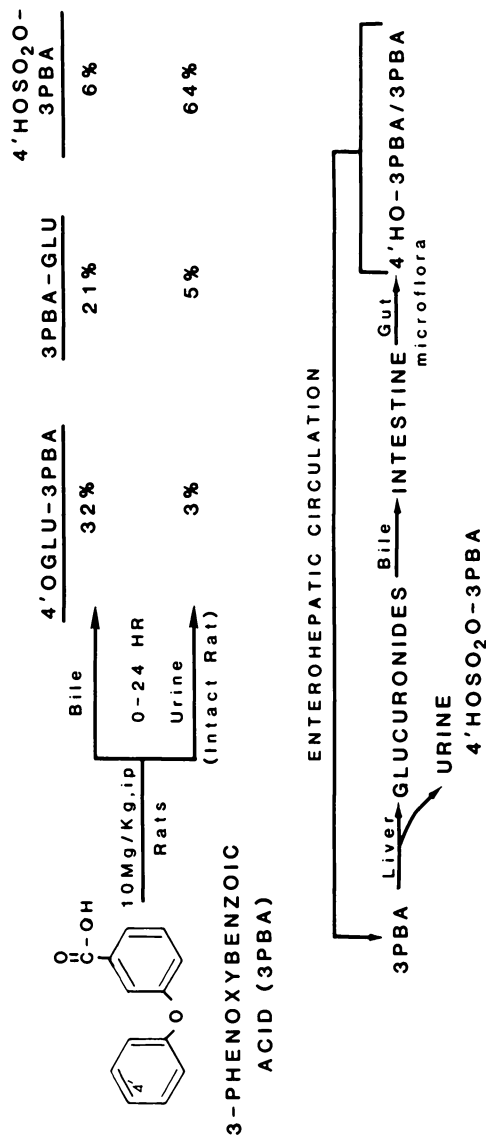 4'OGLU-3PBA
3PBA-GLU
4'HOSO₂O-
3PBA
Bile
32%
21%
6%
10Mg/Kg,ip
Rats
0-24 HR
Urine
(Intact Rat)
3%
5%
64%
O
C-OH
O
4'
3-PHENOXYBENZOIC
ACID (3PBA)
ENTEROHEPATIC CIRCULATION
3PBA
Liver
GLUCURONIDES
Bile
INTESTINE
Gut
microflora
4'HO-3PBA/3PBA
URINE
4'HOSO₂O-3PBA